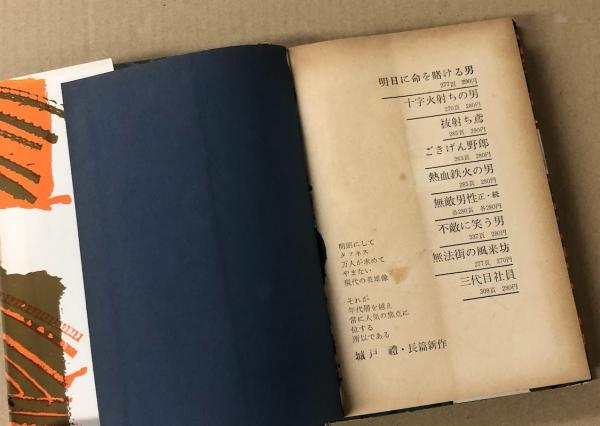 明日に命を賭ける男
277頁 290円
十字火射ちの男
270頁 280円
抜射ち鳶
265頁 280円
ごきげん野郎
263頁 280円
熱血鉄火の男
285頁 280円
無敵男性正・続
各280頁 各280円
不敵に笑う男
337頁 280円
無法街の風来坊
277頁 270円
三代目社員
309頁 290円
明朗にして
タフネス
万人が求めて
やまない
現代の英雄像
それが
年代層を越え
常に人気の焦点に
位する
所以である
城戸 禮・長篇新作